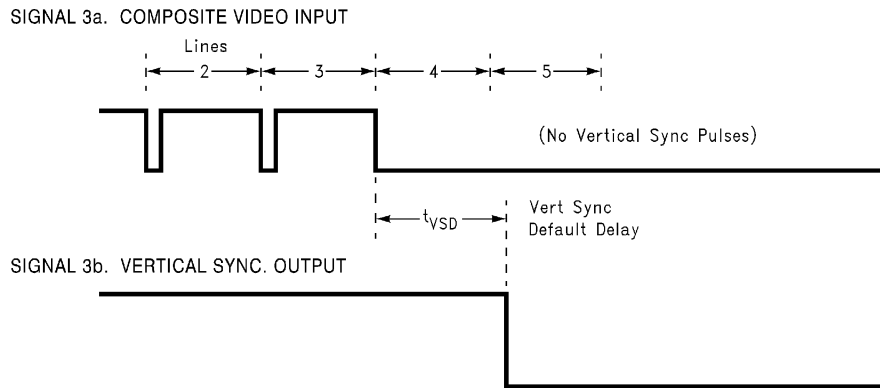 SIGNAL 3a. COMPOSITE VIDEO INPUT
Lines
2 3 4 5
(No Vertical Sync Pulses)
tVSD
Vert Sync
Default Delay
SIGNAL 3b. VERTICAL SYNC. OUTPUT